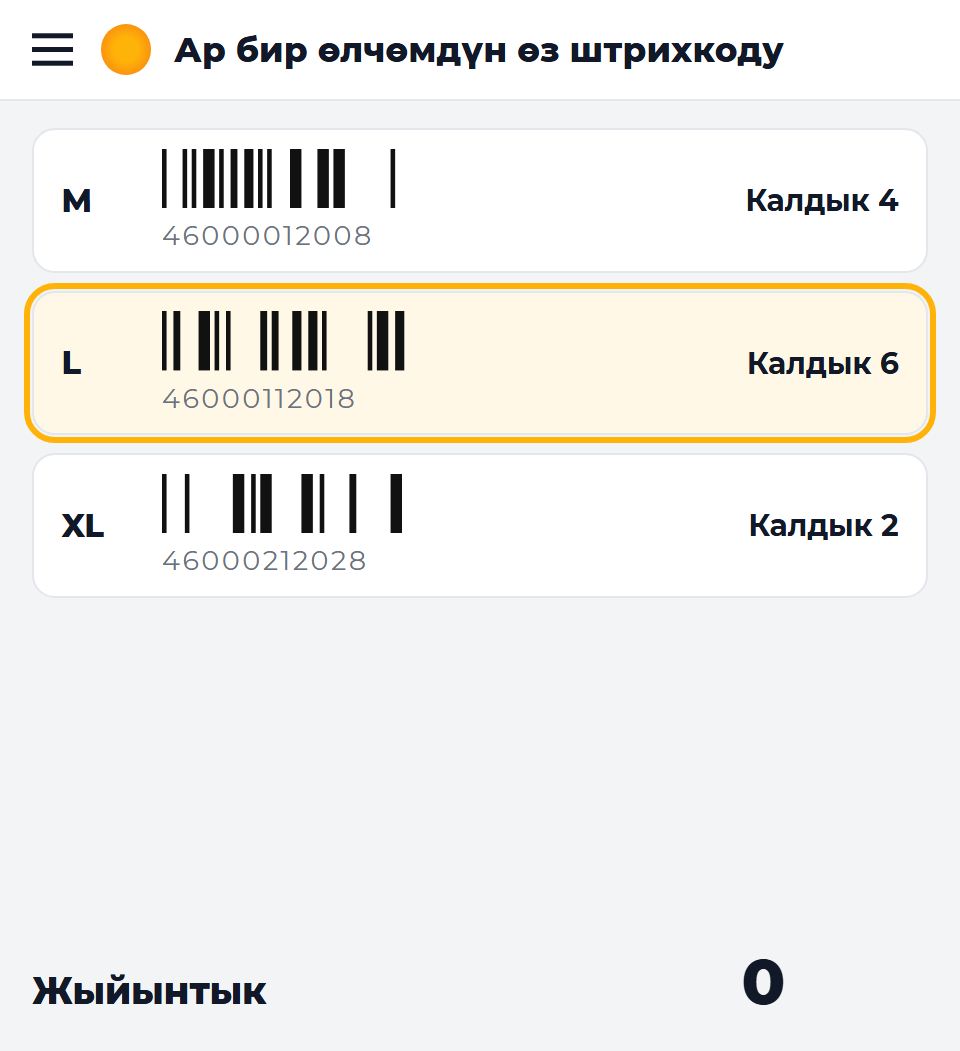 Ар бир өлчөмдүн өз штрихкоду
M
46000012008
Калдык 4
L
46000112018
Калдык 6
XL
46000212028
Калдык 2
Жыйынтык
0